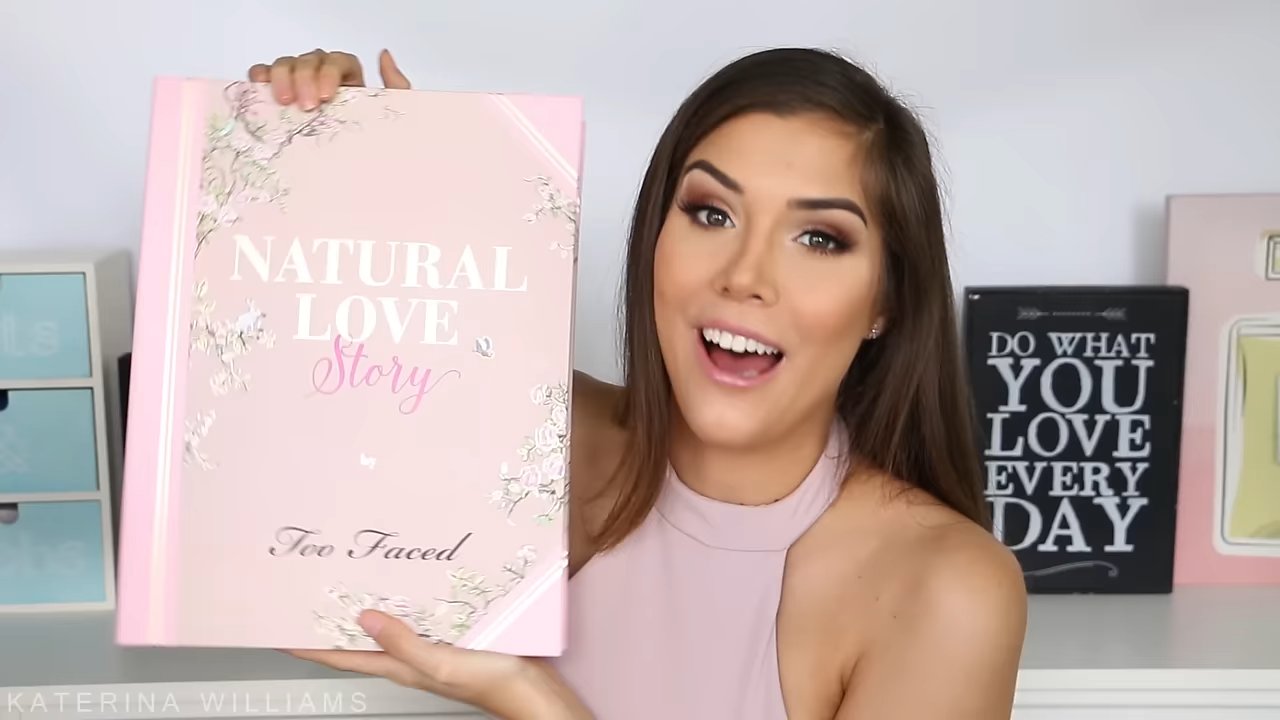 NATURAL
LOVE
Story
by
Too Faced
DO WHAT
YOU
LOVE
EVERY
DAY
KATERINA WILLIAMS